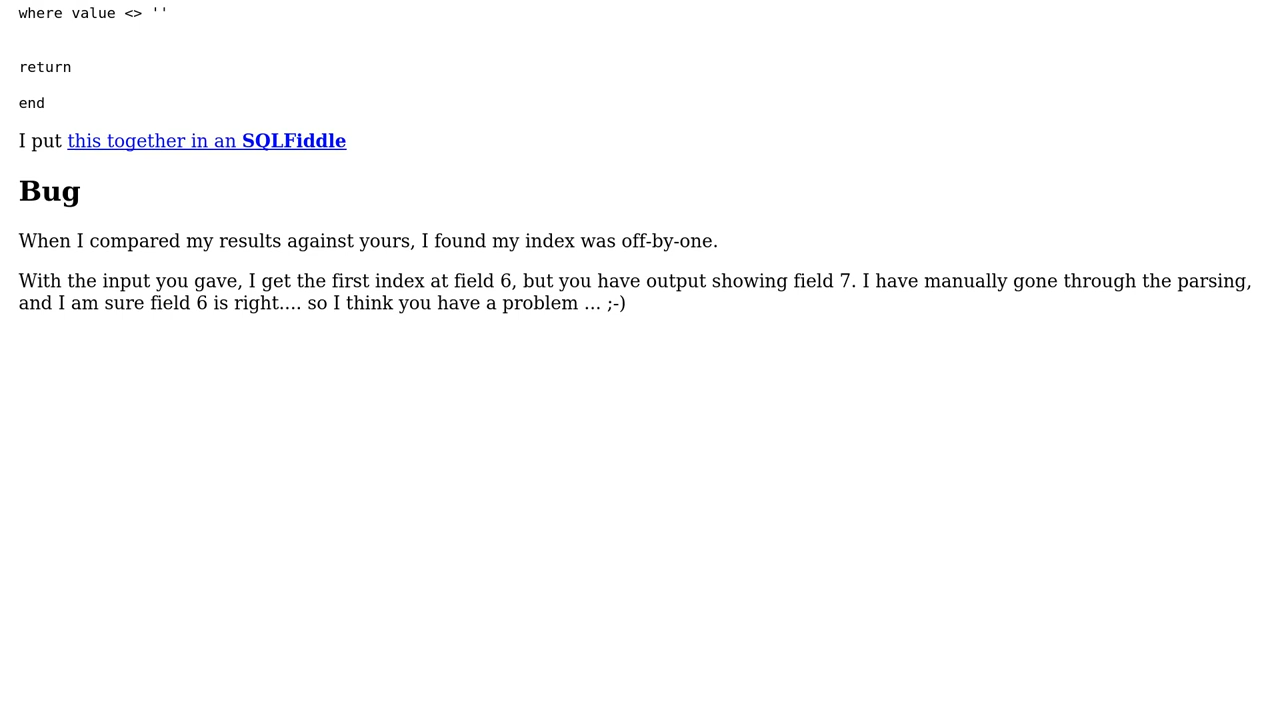 where value <> ''
return
end
I put this together in an SQLFiddle
Bug
When I compared my results against yours, I found my index was off-by-one.
With the input you gave, I get the first index at field 6, but you have output showing field 7. I have manually gone through the parsing,
and I am sure field 6 is right.... so I think you have a problem ... ;-)